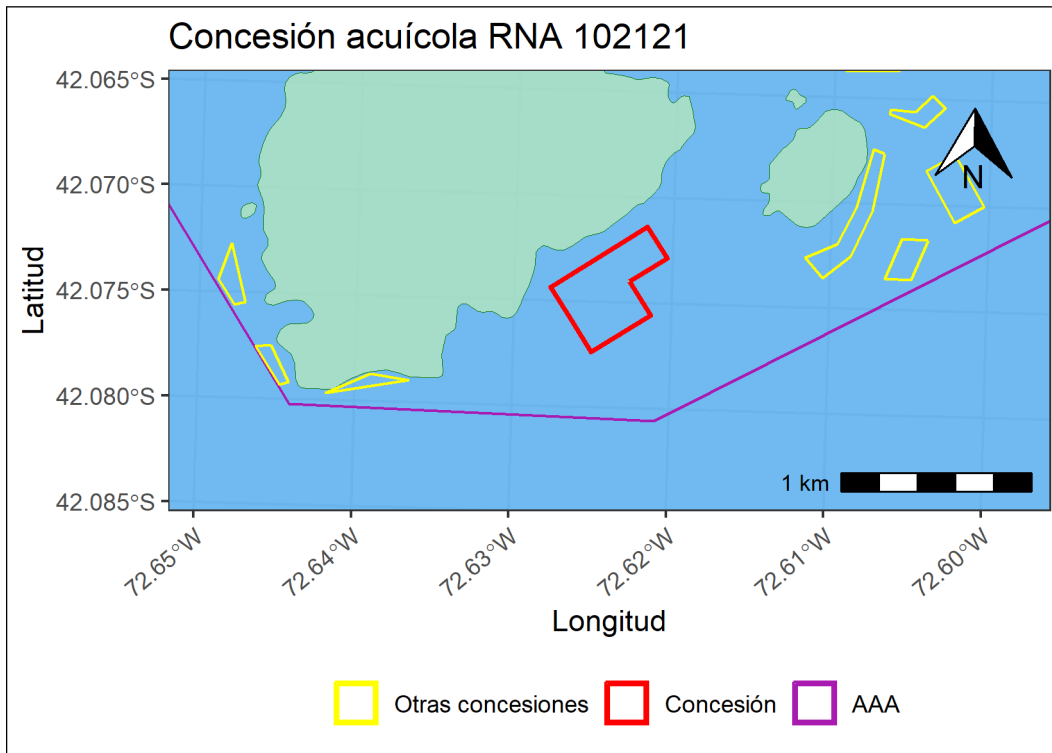 Concesión acuícola RNA 102121
42.065°S
42.070°S
42.075°S
42.080°S
42.085°S
Latitud
N
1 km
72.65°W
72.64°W
72.63°W
72.62°W
72.61°W
72.60°W
Longitud
Otras concesiones
Concesión
AAA